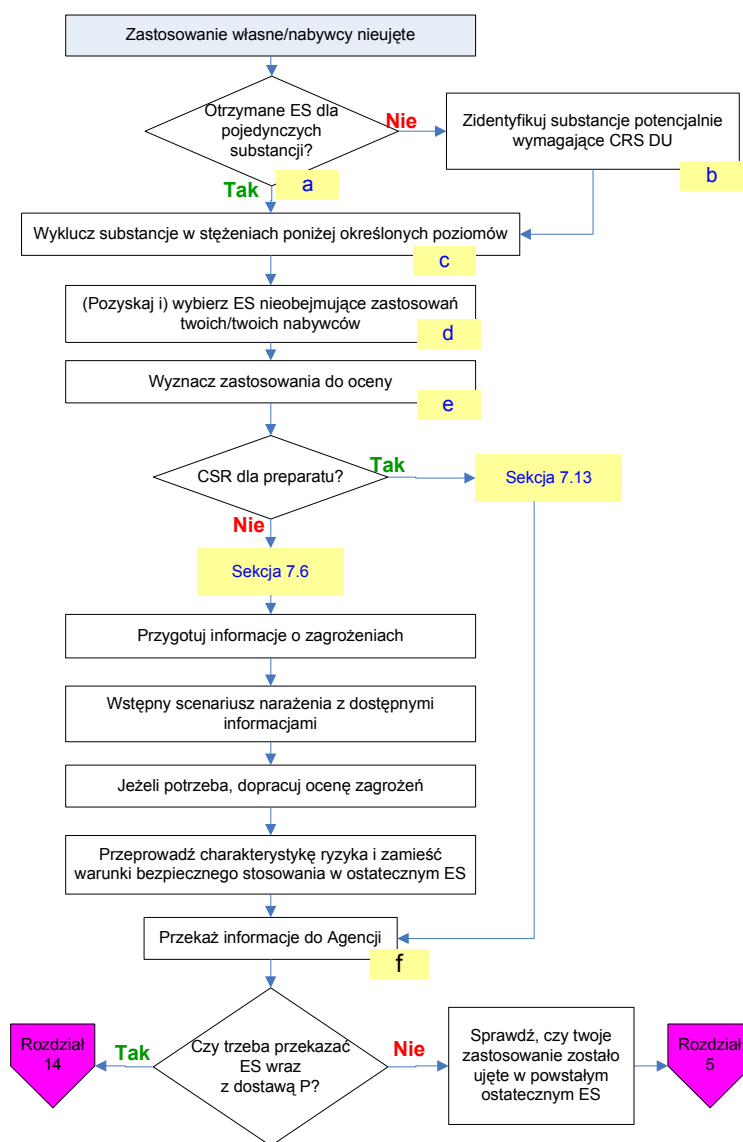 Zastosowanie własne/nabywcy nieujęte
Otrzymane ES dla
pojedynczych
substancji?
Nie
Zidentyfikuj substancje potencjalnie
wymagające CRS DU
b
Tak
a
Wyklucz substancje w stężeniach poniżej określonych poziomów
c
(Pozyskaj i) wybierz ES nieobejmujące zastosowań
twoich/twoich nabywców
d
Wyznacz zastosowania do oceny
e
CSR dla preparatu?
Tak
Sekcja 7.13
Nie
Sekcja 7.6
Przygotuj informacje o zagrożeniach
Wstępny scenariusz narażenia z dostępnymi
informacjami
Jeżeli potrzeba, dopracuj ocenę zagrożeń
Przeprowadź charakterystykę ryzyka i zamieść
warunki bezpiecznego stosowania w ostatecznym ES
Przekaż informacje do Agencji
f
Rozdział
14
Tak
Czy trzeba przekazać
ES wraz
z dostawą P?
Nie
Sprawdź, czy twoje
zastosowanie zostało
ujęte w powstałym
ostatecznym ES
Rozdział
5